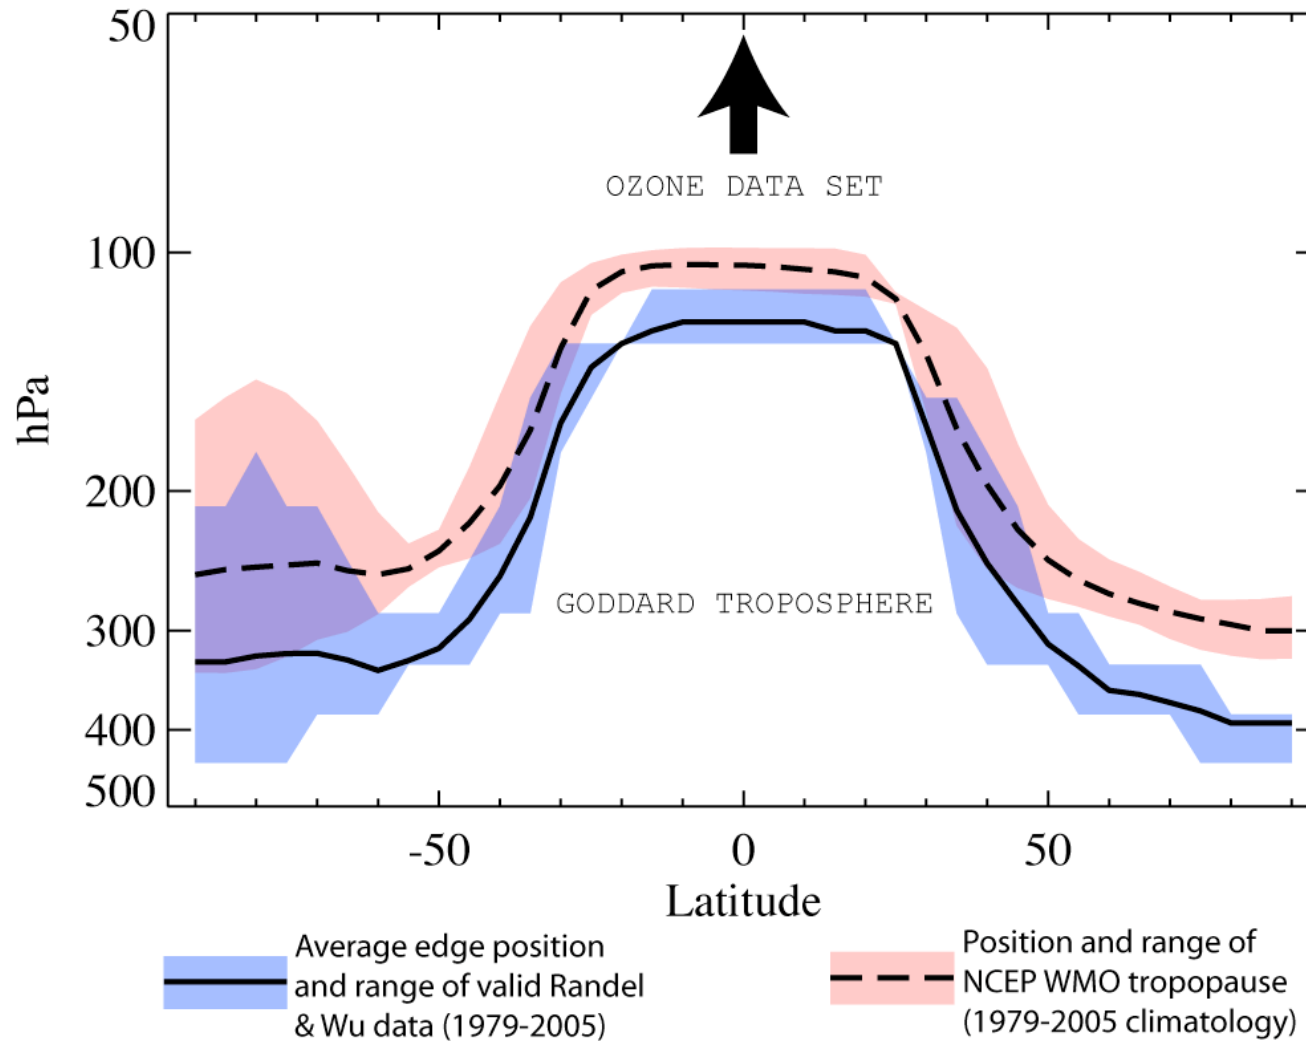 50
OZONE DATA SET
100
hPa
200
GODDARD TROPOSPHERE
300
400
500
-50 0 50
Latitude
Average edge position
and range of valid Randel
& Wu data (1979-2005)
Position and range of
NCEP WMO tropopause
(1979-2005 climatology)